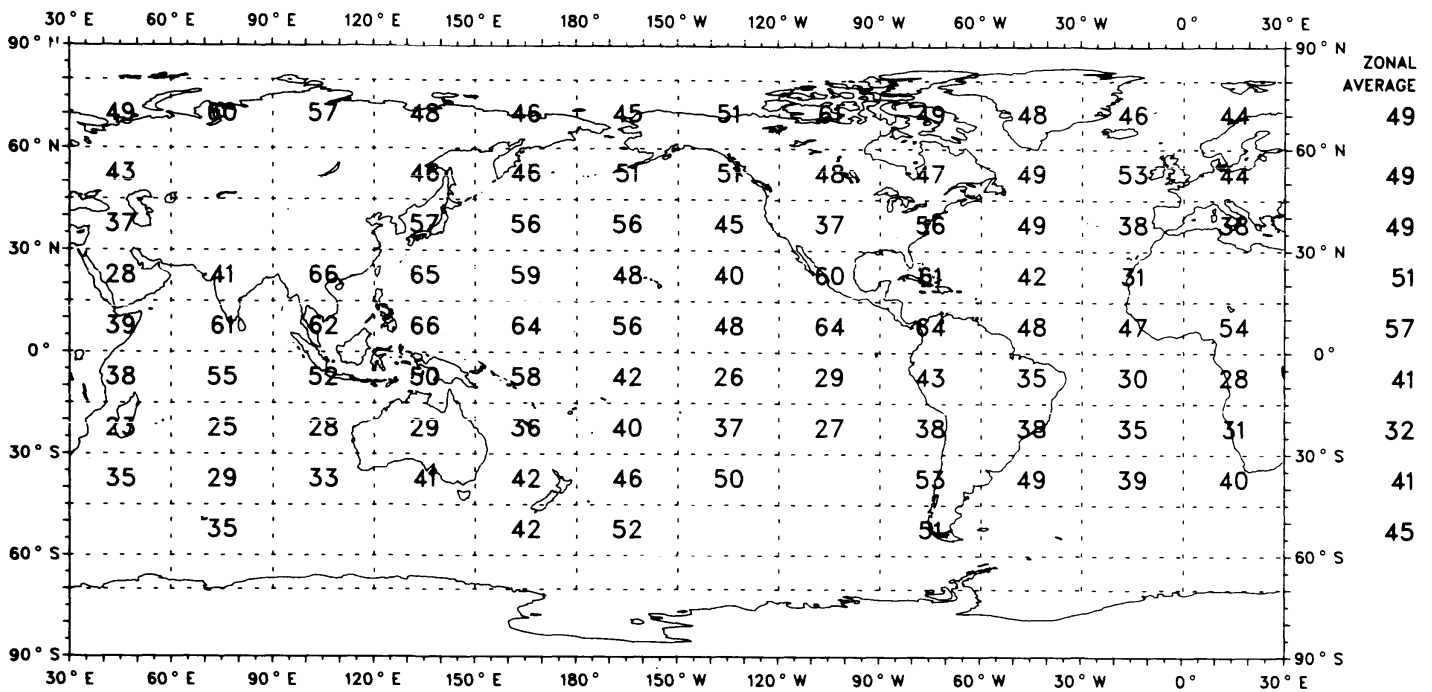 30° E 60° E 90° E 120° E 150° E 180° 150° W 120° W 90° W 60° W 30° W 0° 30° E
90° N 90° N
ZONAL
AVERAGE
49 60 57 48 46 45 51 61 49 48 46 44 49
60° N 60° N
43 46 46 51 51 48 47 49 53 44 49
37 57 56 56 45 37 56 49 38 38 49
30° N 30° N
28 41 66 65 59 48 40 60 61 42 31 51
39 61 62 66 64 56 48 64 64 48 47 54 57
0° 0°
38 55 52 50 58 42 26 29 43 35 30 28 41
23 25 28 29 36 40 37 27 38 38 35 31 32
30° S 30° S
35 29 33 41 42 46 50 53 49 39 40 41
35 42 52 51 45
60° S 60° S
90° S 90° S
30° E 60° E 90° E 120° E 150° E 180° 150° W 120° W 90° W 60° W 30° W 0° 30° E